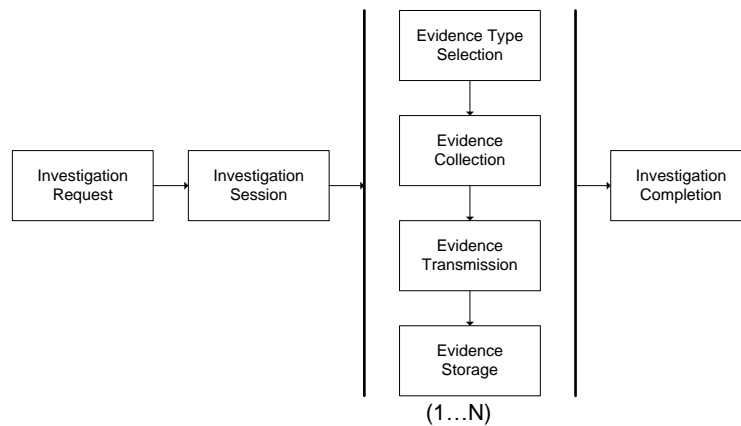 Investigation
Request
Investigation
Session
Evidence Type
Selection
Evidence
Collection
Evidence
Transmission
Evidence
Storage
(1…N)
Investigation
Completion